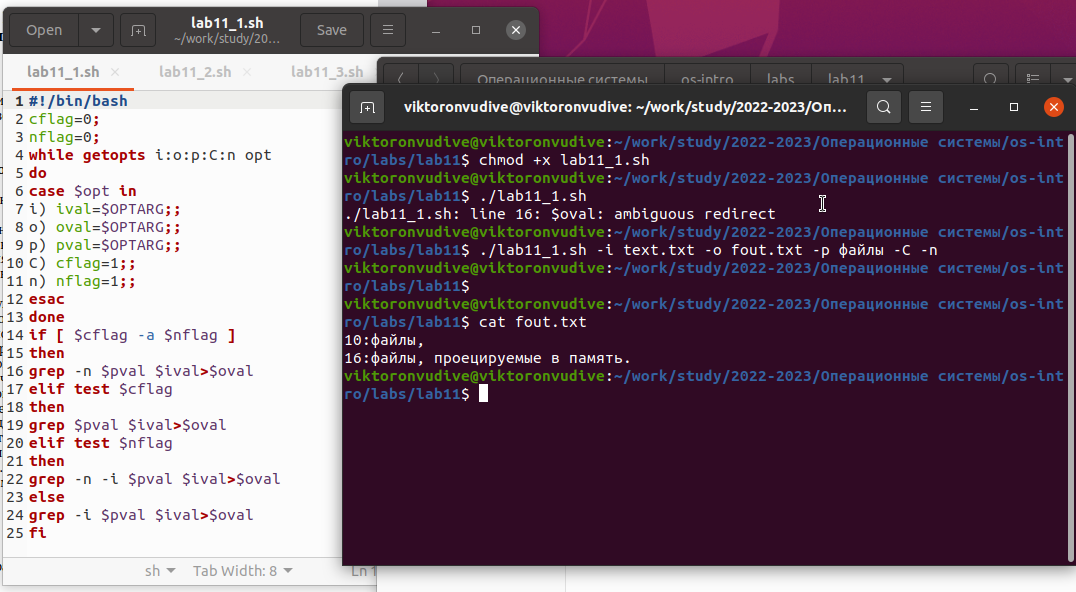 Open
lab11_1.sh
~/work/study/20...
Save
lab11_1.sh
lab11_2.sh
lab11_3.sh
1 #!/bin/bash
2 cflag=0;
3 nflag=0;
4 while getopts i:o:p:C:n opt
5 do
6 case $opt in
7 i) ival=$OPTARG;;
8 o) oval=$OPTARG;;
9 p) pval=$OPTARG;;
10 C) cflag=1;;
11 n) nflag=1;;
12 esac
13 done
14 if [ $cflag -a $nflag ]
15 then
16 grep -n $pval $ival>$oval
17 elif test $cflag
18 then
19 grep $pval $ival>$oval
20 elif test $nflag
21 then
22 grep -n -i $pval $ival>$oval
23 else
24 grep -i $pval $ival>$oval
25 fi
sh
Tab Width: 8
Ln 1
Операционные системы
os-intro
labs
lab11
viktoronvudive@viktoronvudive: ~/work/study/2022-2023/Оп...
viktoronvudive@viktoronvudive:~/work/study/2022-2023/Операционные системы/os-int
ro/labs/lab11$ chmod +x lab11_1.sh
viktoronvudive@viktoronvudive:~/work/study/2022-2023/Операционные системы/os-int
ro/labs/lab11$ ./lab11_1.sh
./lab11_1.sh: line 16: $oval: ambiguous redirect
viktoronvudive@viktoronvudive:~/work/study/2022-2023/Операционные системы/os-int
ro/labs/lab11$ ./lab11_1.sh -i text.txt -o fout.txt -p файлы -C -n
viktoronvudive@viktoronvudive:~/work/study/2022-2023/Операционные системы/os-int
ro/labs/lab11$
viktoronvudive@viktoronvudive:~/work/study/2022-2023/Операционные системы/os-int
ro/labs/lab11$ cat fout.txt
10:файлы,
16:файлы, проецируемые в память.
viktoronvudive@viktoronvudive:~/work/study/2022-2023/Операционные системы/os-int
ro/labs/lab11$